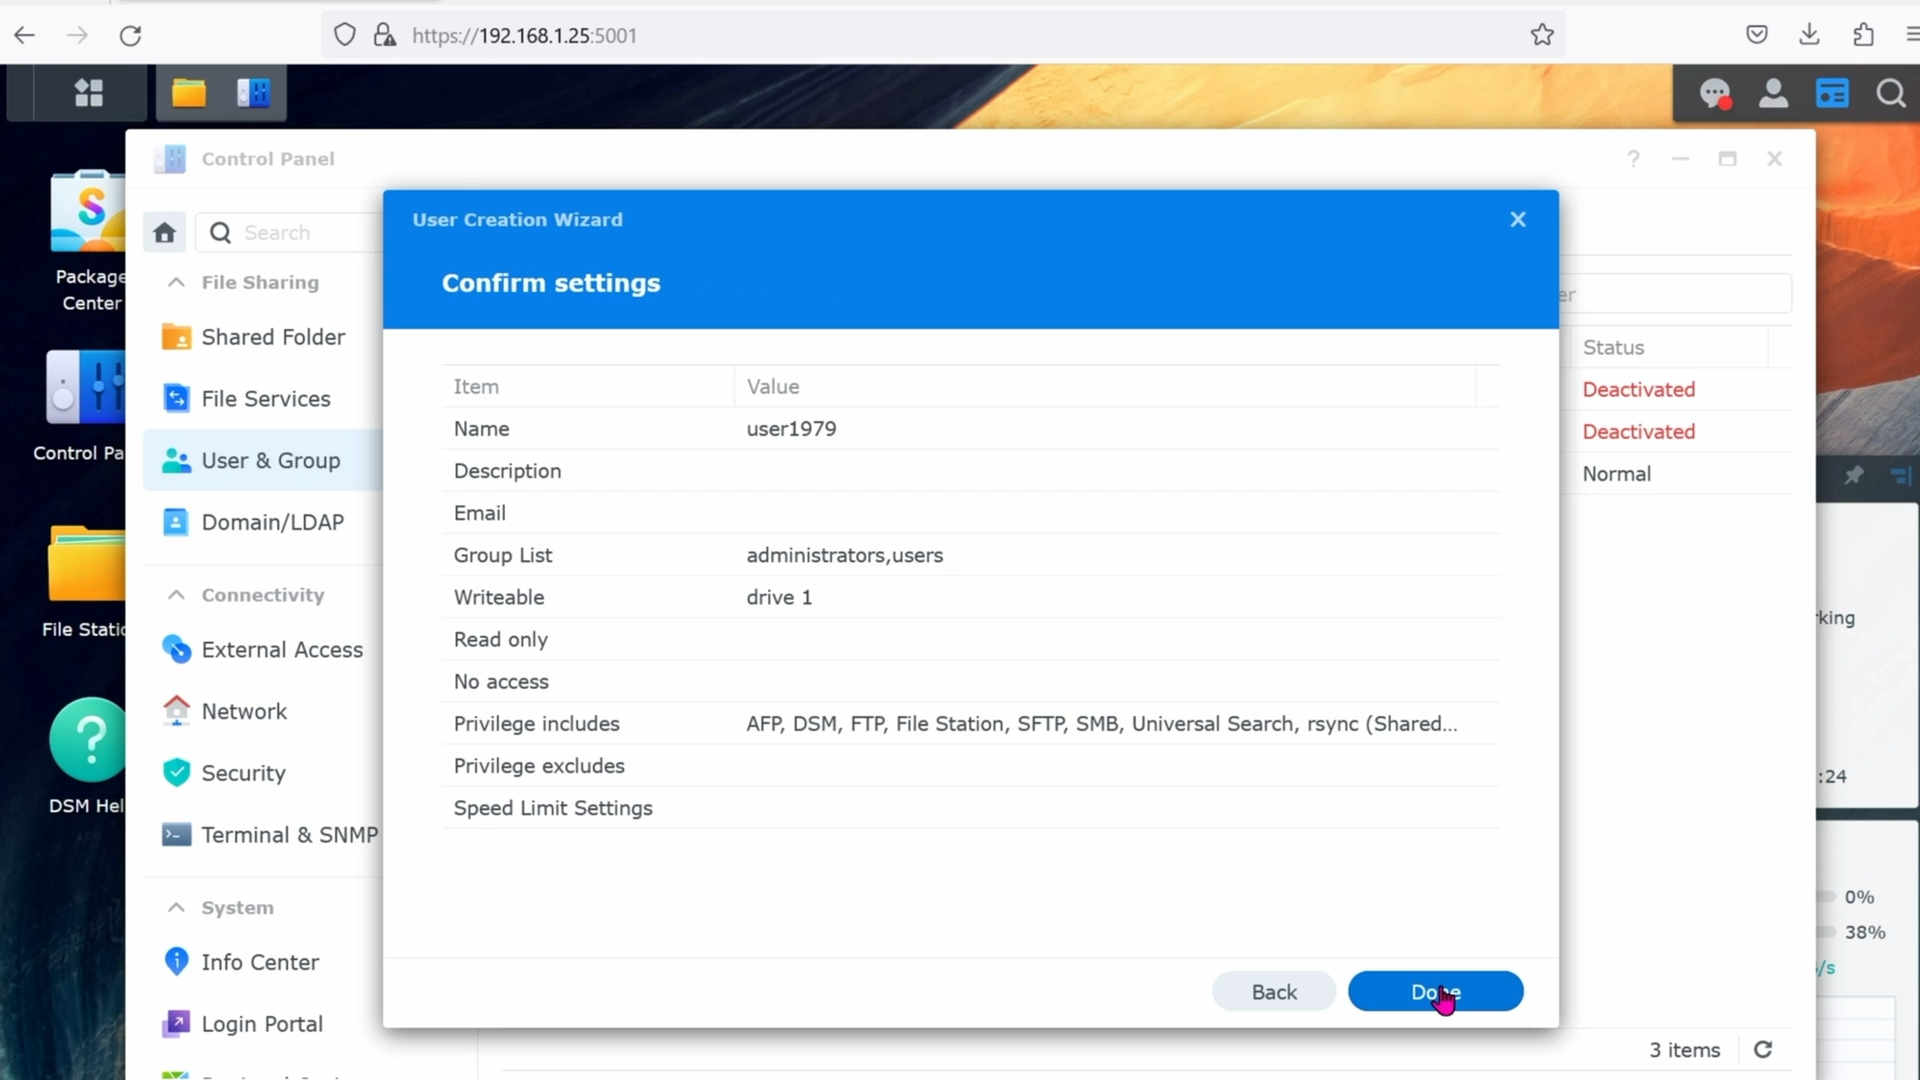 https://192.168.1.25:5001
Control Panel
?
Search
Package
Center
File Sharing
Shared Folder
File Services
User & Group
Domain/LDAP
Connectivity
External Access
Network
Security
Terminal & SNMP
System
Info Center
Login Portal
Control Pa
File Static
DSM Hel
User Creation Wizard
Confirm settings
Item Value
Name user1979
Description
Email
Group List administrators,users
Writeable drive 1
Read only
No access
Privilege includes AFP, DSM, FTP, File Station, SFTP, SMB, Universal Search, rsync (Shared...
Privilege excludes
Speed Limit Settings
Back Done
er
Status
Deactivated
Deactivated
Normal
3 items
king
:24
0%
38%
/s